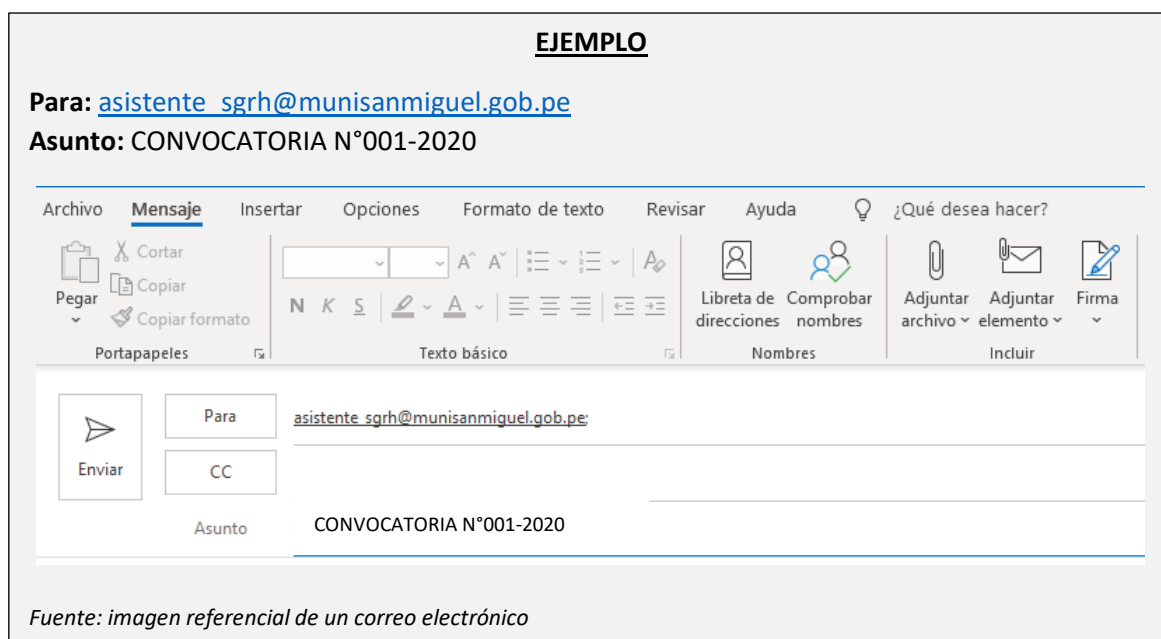 EJEMPLO
Para: asistente_sgrh@munisanmiguel.gob.pe
Asunto: CONVOCATORIA N°001-2020
Archivo Mensaje Insertar Opciones Formato de texto Revisar Ayuda ¿Qué desea hacer?
Pegar
Cortar
Copiar
Copiar formato
Portapapeles
N K S A
Texto básico
Libreta de direcciones
Comprobar nombres
Nombres
Adjuntar archivo
Adjuntar elemento
Firma
Incluir
Enviar
Para asistente_sgrh@munisanmiguel.gob.pe;
CC
Asunto CONVOCATORIA N°001-2020
Fuente: imagen referencial de un correo electrónico